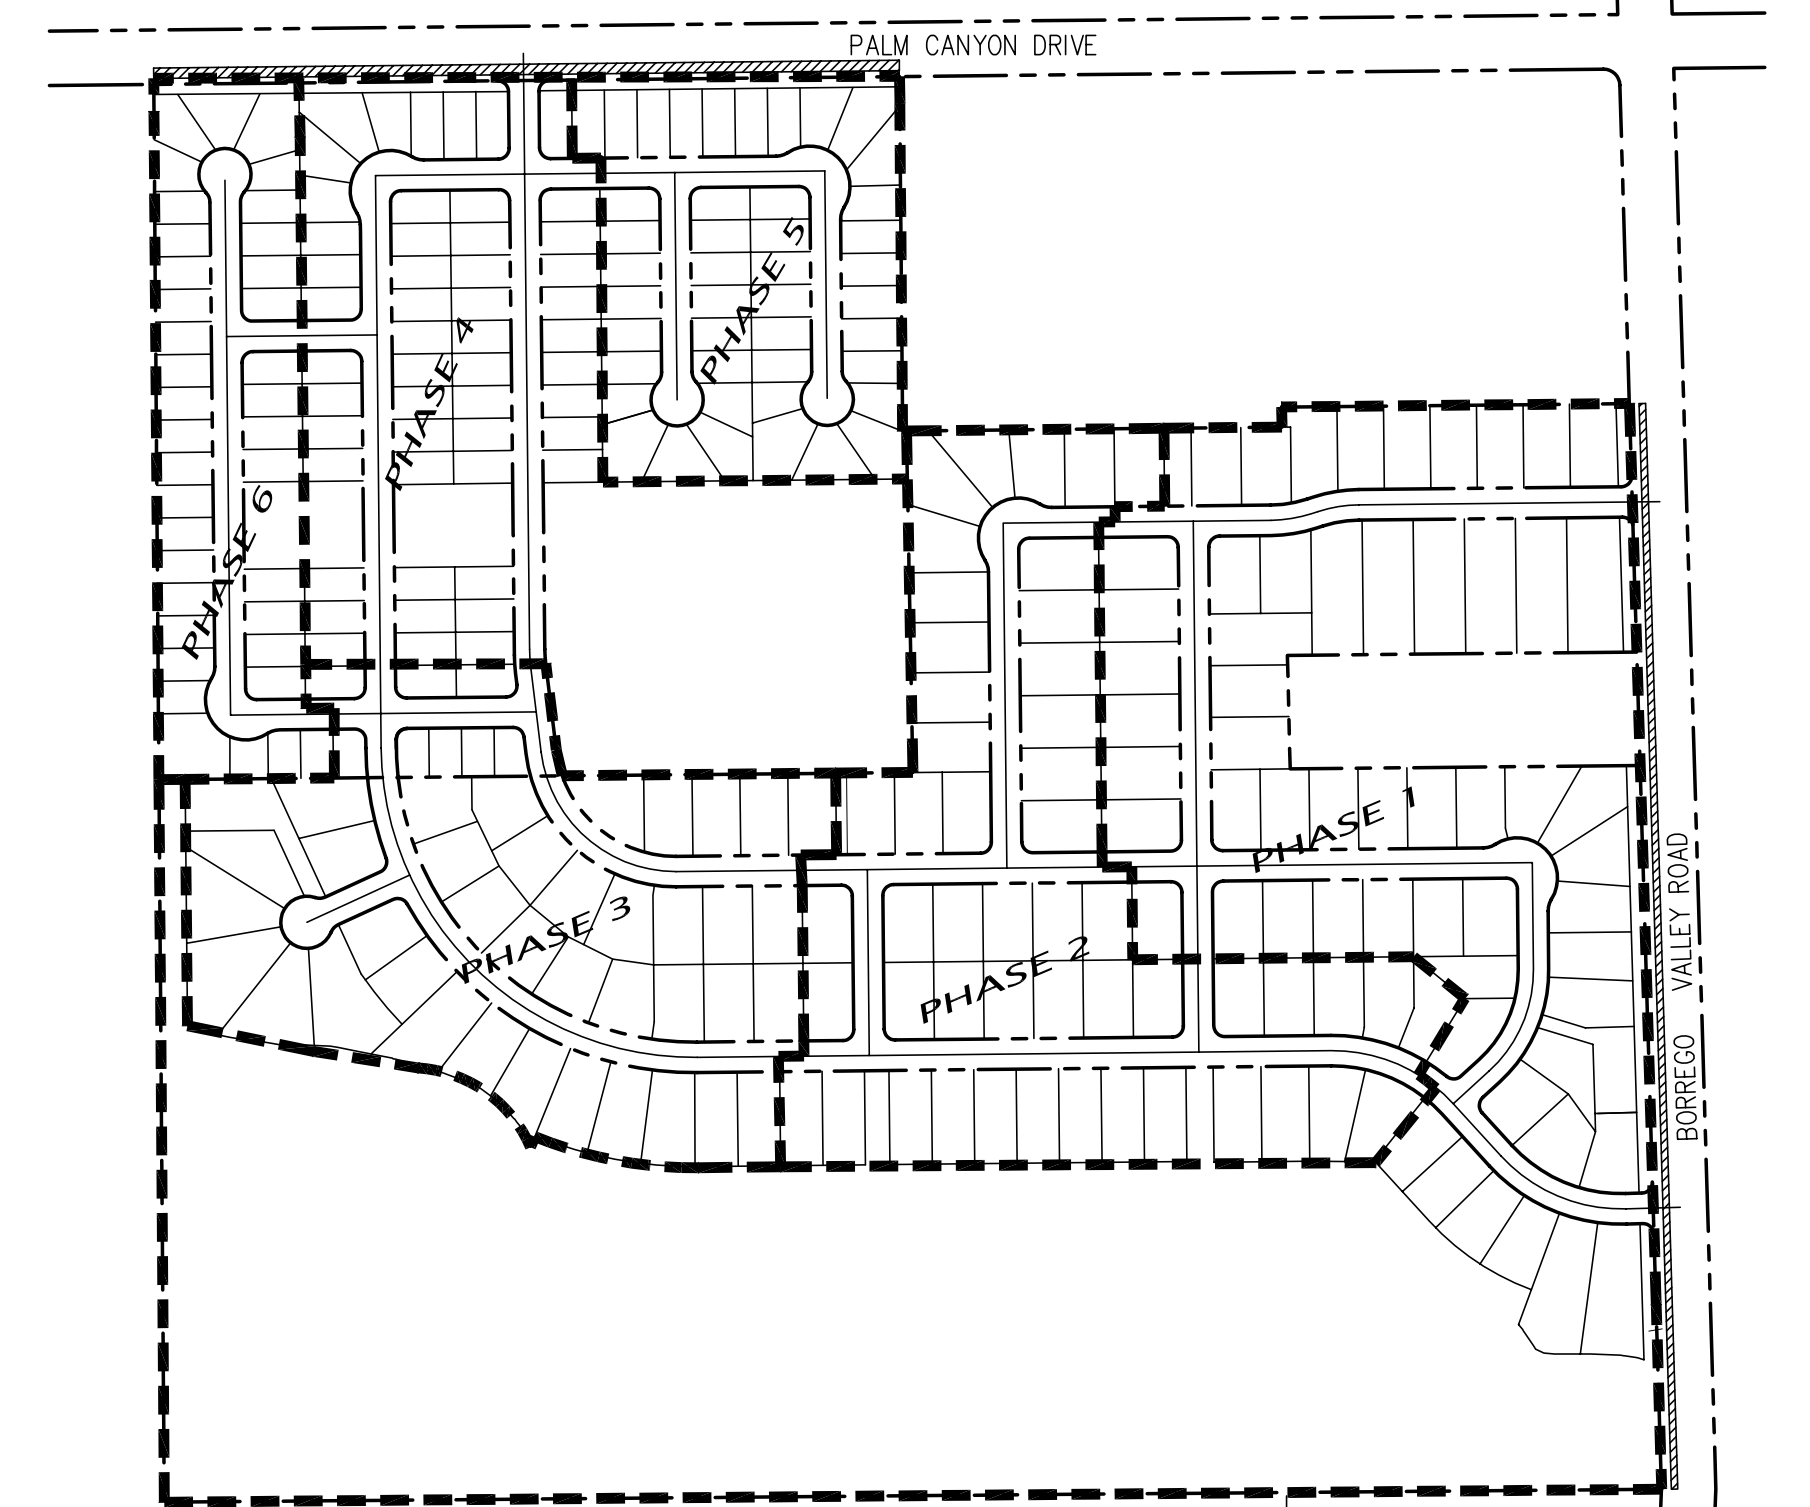 PALM CANYON DRIVE
PHASE 5
PHASE 4
PHASE 6
PHASE 1
PHASE 3
PHASE 2
BORREGO VALLEY ROAD